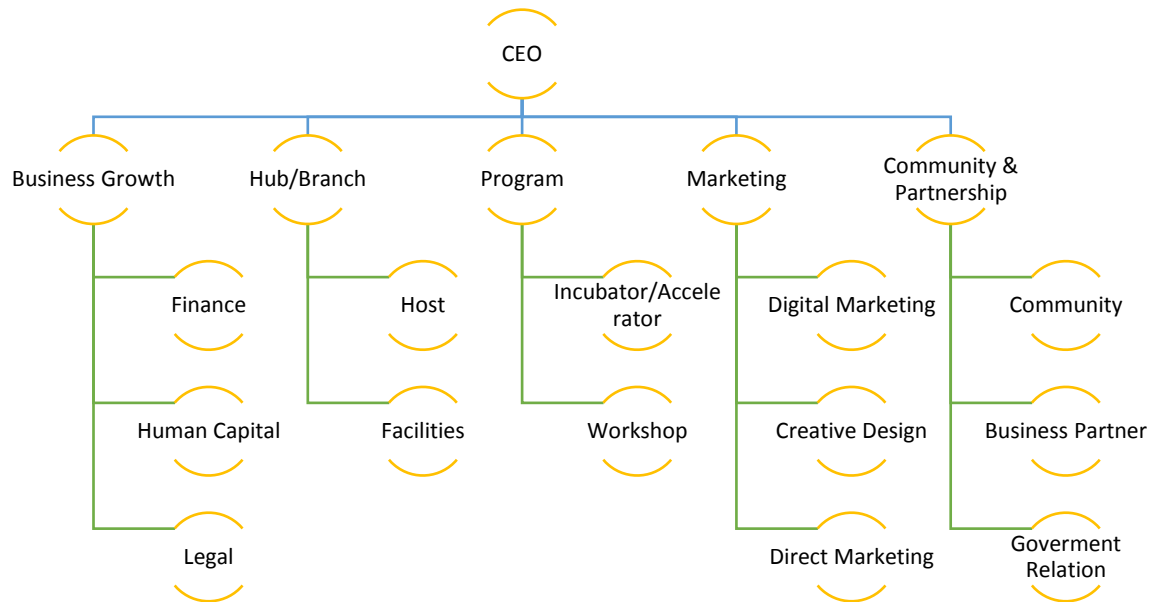 CEO
Business Growth
Hub/Branch
Program
Marketing
Community &
Partnership
Finance
Host
Incubator/Accele
rator
Digital Marketing
Community
Human Capital
Facilities
Workshop
Creative Design
Business Partner
Legal
Direct Marketing
Goverment
Relation